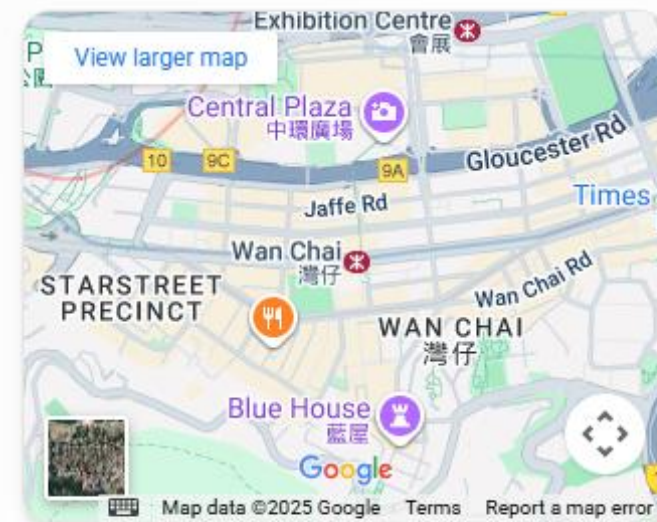 Exhibition Centre
會展
View larger map
Central Plaza
中環廣場
10
9C
9A
Gloucester Rd
Jaffe Rd
Times
Wan Chai
灣仔
STARSTREET
PRECINCT
Wan Chai Rd
WAN CHAI
灣仔
Blue House
藍屋
Google
Map data ©2025 Google Terms Report a map error